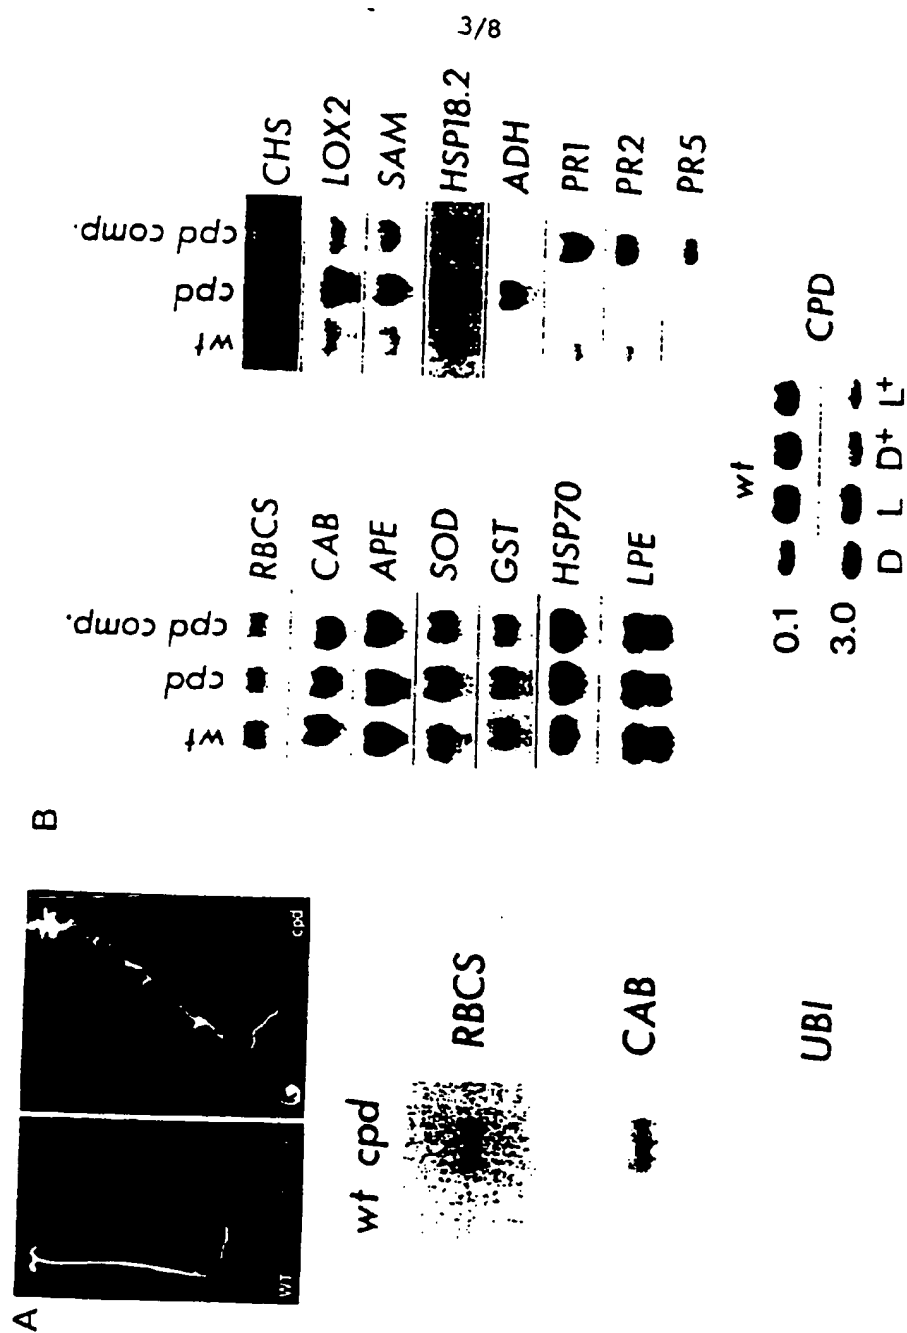 3/8
A
WT
cpd
wt cpd
RBCS
CAB
UBI
B
wt cpd cpd comp.
RBCS
CAB
APE
SOD
GST
HSP70
LPE
wt cpd cpd comp.
CHS
LOX2
SAM
HSP18.2
ADH
PR1
PR2
PR5
wt
0.1
3.0
CPD
D L D+ L+